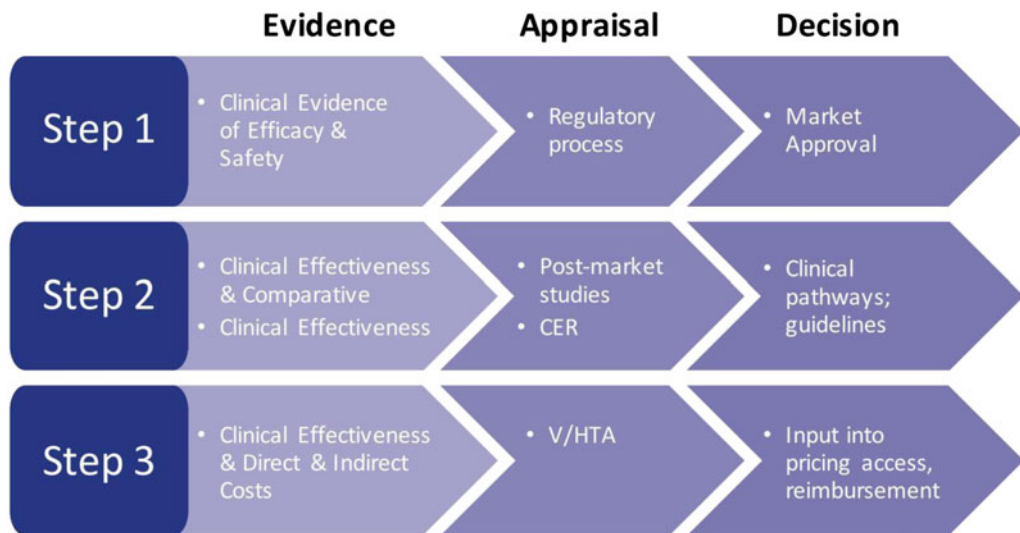 Evidence Appraisal Decision
Step 1
• Clinical Evidence
of Efficacy &
Safety
• Regulatory
process
• Market
Approval
Step 2
• Clinical Effectiveness
& Comparative
• Clinical Effectiveness
• Post-market
studies
• CER
• Clinical
pathways;
guidelines
Step 3
• Clinical Effectiveness
& Direct & Indirect
Costs
• V/HTA
• Input into
pricing access,
reimbursement